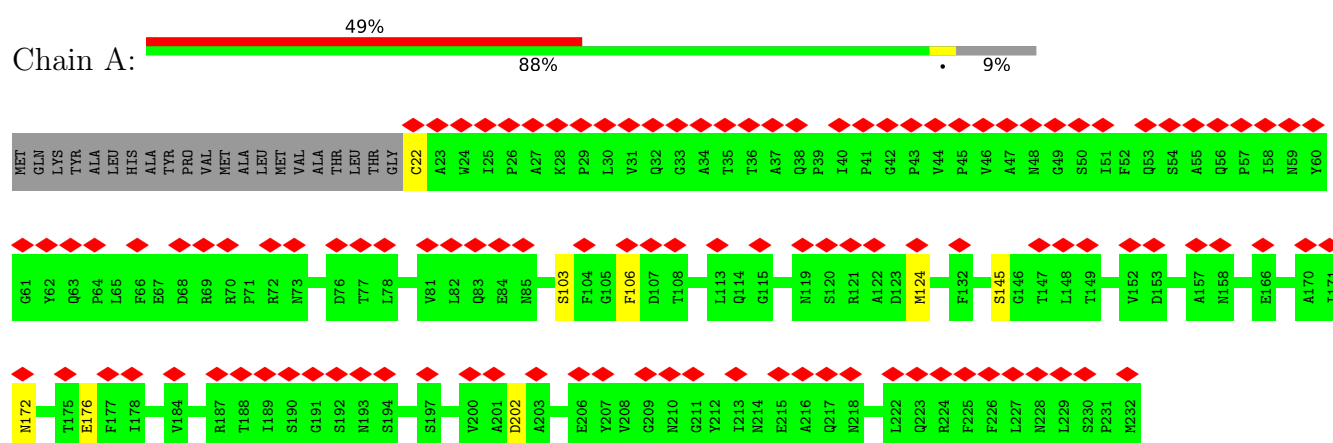 49%
Chain A:
88% • 9%
MET GLN LYS TYR ALA LEU HIS ALA TYR PRO VAL MET ALA LEU MET VAL ALA THR LEU THR GLY C22 A23 W24 I25 P26 A27 K28 P29 L30 V31 Q32 G33 A34 T35 T36 A37 Q38 P39 I40 P41 G42 P43 V44 P45 V46 A47 N48 G49 S50 I51 F52 Q53 S54 A55 Q56 P57 I58 N59 Y60
G61 Y62 Q63 P64 L65 F66 E67 D68 R69 R70 P71 R72 N73 D76 T77 L78 V81 L82 Q83 E84 N85 S103 F104 G105 F106 D107 T108 L113 Q114 G115 N119 S120 R121 A122 D123 M124 F132 S145 G146 T147 L148 T149 V152 D153 A157 N158 E166 A170 I171
N172 T175 E176 F177 I178 V184 R187 T188 I189 S190 G191 S192 N193 S194 S197 V200 A201 D202 A203 E206 Y207 V208 G209 N210 G211 Y212 I213 N214 E215 A216 Q217 N218 L222 Q223 R224 F225 F226 L227 N228 L229 S230 P231 M232